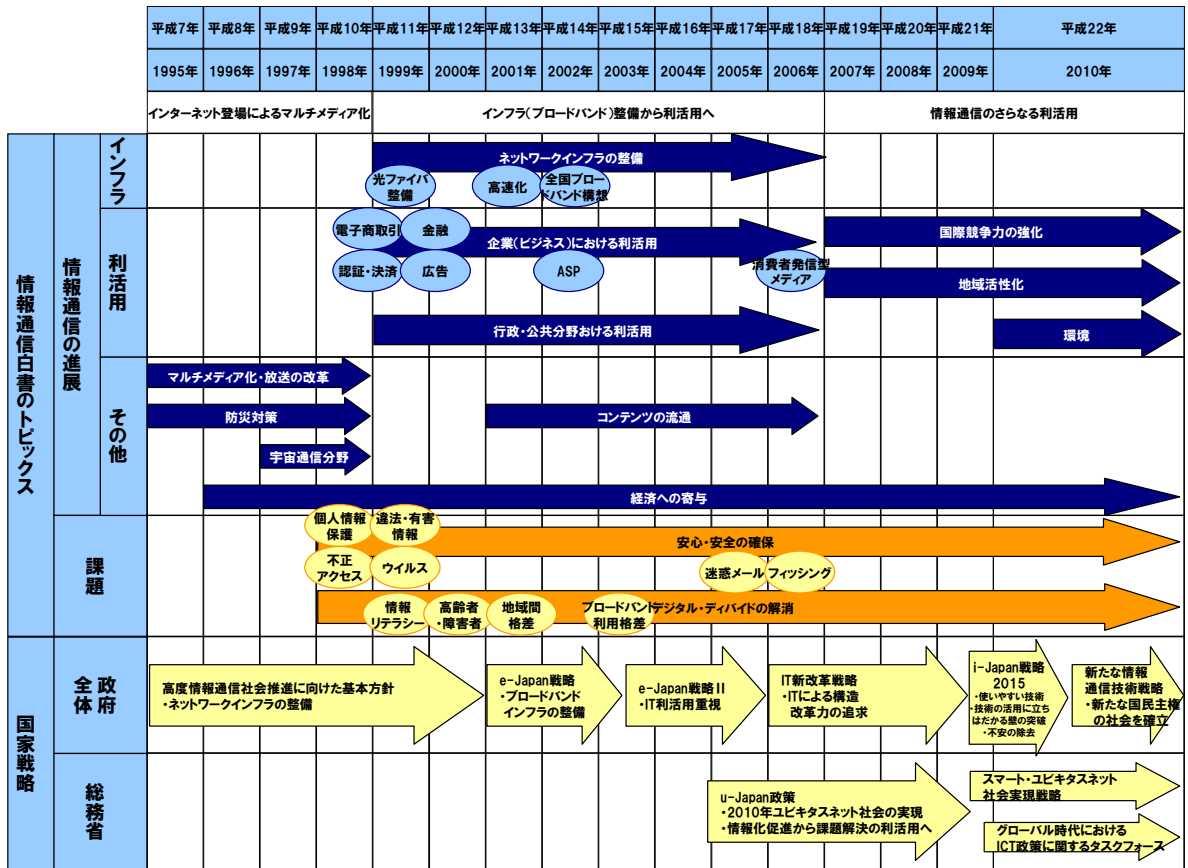 平成7年 平成8年 平成9年 平成10年 平成11年 平成12年 平成13年 平成14年 平成15年 平成16年 平成17年 平成18年 平成19年 平成20年 平成21年 平成22年
1995年 1996年 1997年 1998年 1999年 2000年 2001年 2002年 2003年 2004年 2005年 2006年 2007年 2008年 2009年 2010年
インターネット登場によるマルチメディア化 インフラ(ブロードバンド)整備から利活用へ 情報通信のさらなる利活用
情報通信白書のトピックス
情報通信の進展
インフラ
ネットワークインフラの整備
光ファイバ
整備
高速化
全国ブロー
ドバンド構想
利活用
電子商取引
金融
企業(ビジネス)における利活用
認証・決済
広告
ASP
消費者発信型
メディア
国際競争力の強化
地域活性化
行政・公共分野おける利活用
環境
その他
マルチメディア化・放送の改革
防災対策
コンテンツの流通
宇宙通信分野
経済への寄与
課題
個人情報
保護
違法・有害
情報
安心・安全の確保
不正
アクセス
ウイルス
迷惑メール
フィッシング
情報
リテラシー
高齢者
・障害者
地域間
格差
ブロードバンド
利用格差
デジタル・ディバイドの解消
国家戦略
政府全体
高度情報通信社会推進に向けた基本方針
・ネットワークインフラの整備
e-Japan戦略
・ブロードバンド
インフラの整備
e-Japan戦略Ⅱ
・IT利活用重視
IT新改革戦略
・ITによる構造
改革力の追求
i-Japan戦略
2015
・使いやすい技術
・技術の活用に立ち
はだかる壁の突破
・不安の除去
新たな情報
通信技術戦略
・新たな国民主権
の社会を確立
総務省
u-Japan政策
・2010年ユビキタスネット社会の実現
・情報化促進から課題解決の利活用へ
スマート・ユビキタスネット
社会実現戦略
グローバル時代における
ICT政策に関するタスクフォース